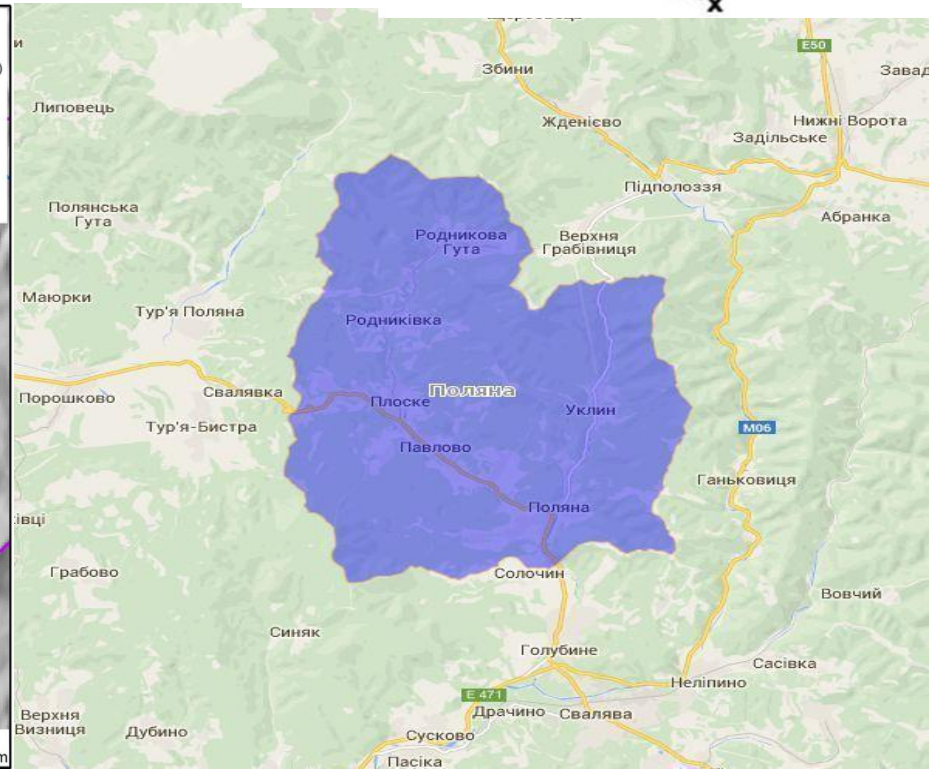 x
E50
Збини
Завад
Липовець
Жденієво
Нижні Ворота
Задільське
Підполоззя
Полянська
Гута
Абранка
Родникова
Гута
Верхня
Грабівниця
Маюрки
Тур'я Поляна
Родниківка
Порошково
Свалявка
Плоске
Поляна
Уклин
Тур'я-Бистра
M06
Павлово
Ганьковиця
Поляна
івці
Грабово
Солочин
Вовчий
Синяк
Голубине
Сасівка
Неліпино
E 471
Верхня
Визниця
Драчино
Свалява
Дубино
Сусково
Пасіка
m